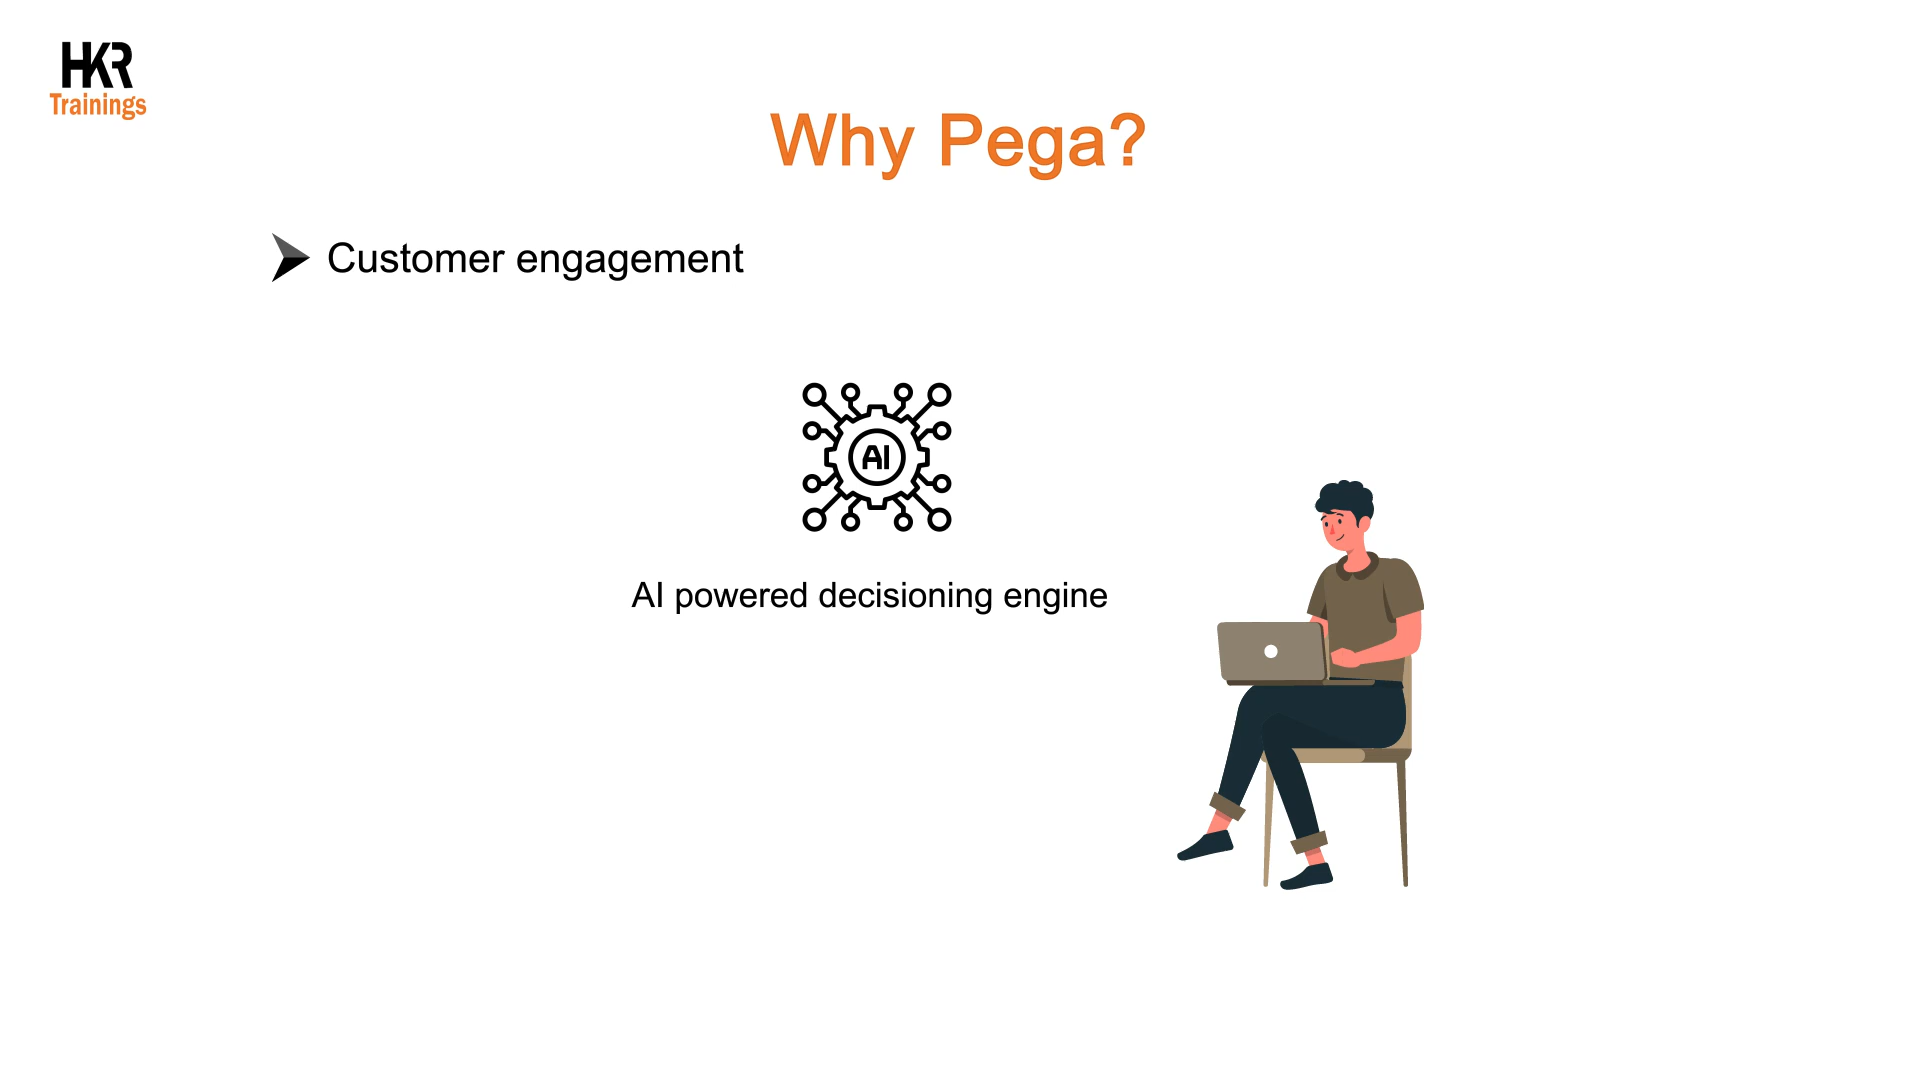 HKR
Trainings
Why Pega?
Customer engagement
AI
AI powered decisioning engine